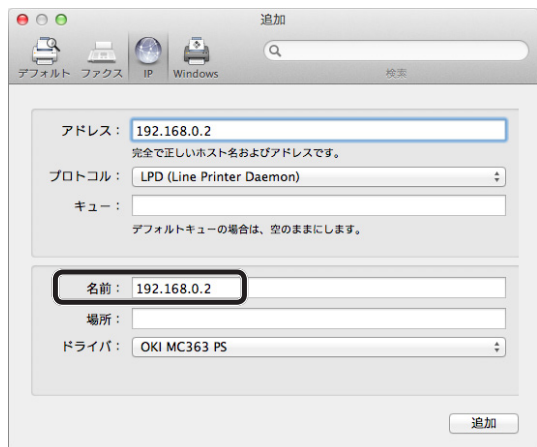 追加
デフォルト ファクス IP Windows 検索
アドレス： 192.168.0.2
完全で正しいホスト名およびアドレスです。
プロトコル： LPD (Line Printer Daemon)
キュー：
デフォルトキューの場合は、空のままにします。
名前： 192.168.0.2
場所：
ドライバ： OKI MC363 PS
追加